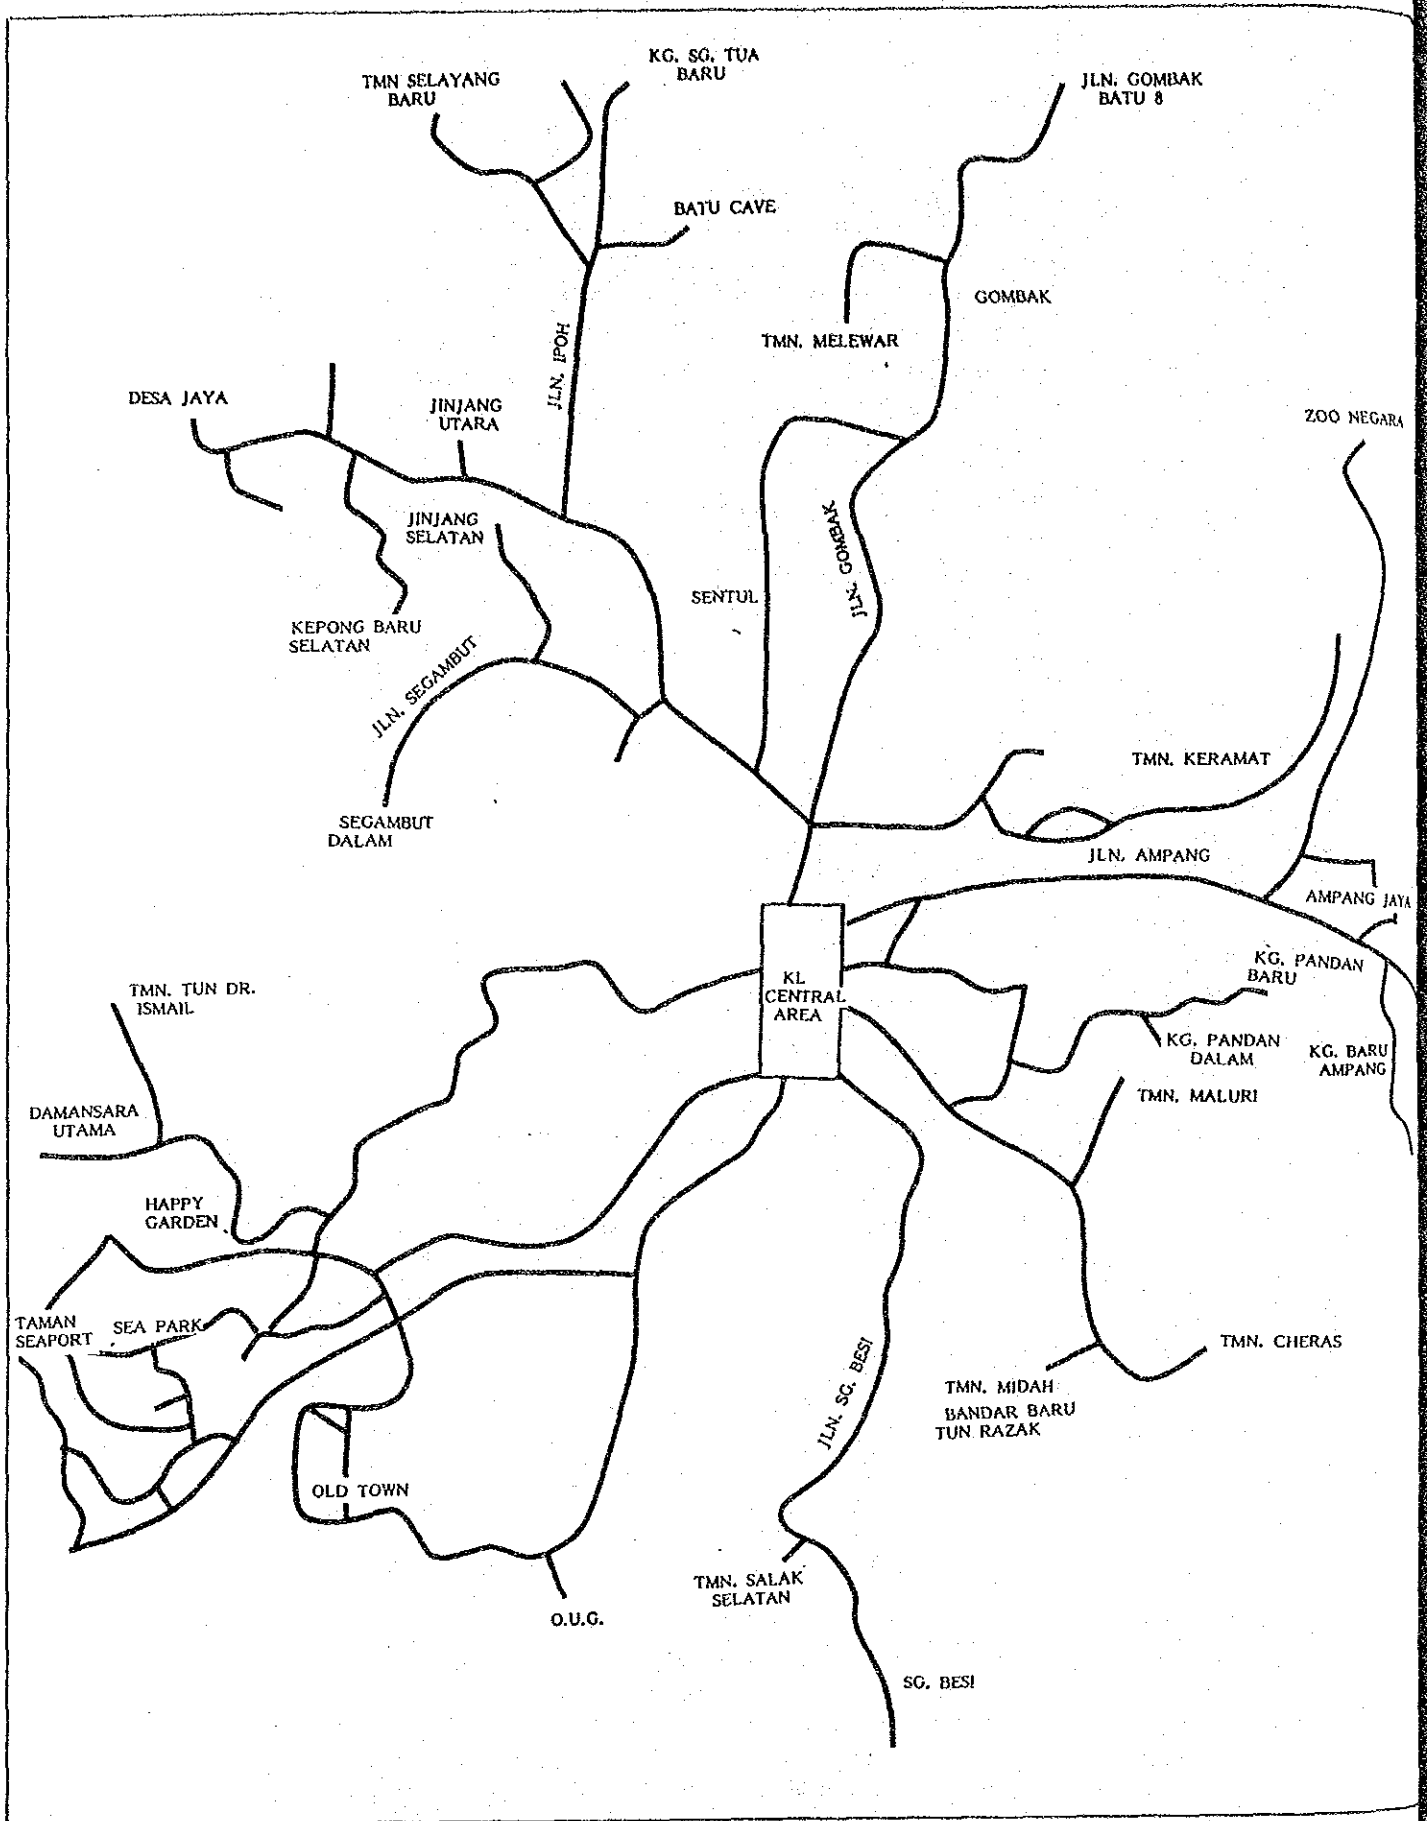 KG. SG. TUA
BARU
TMN SELAYANG
BARU
JLN. GOMBAK
BATU 8
BATU CAVE
GOMBAK
TMN. MELEWAR
JLN. IPOH
DESA JAYA
JINJANG
UTARA
ZOO NEGARA
JINJANG
SELATAN
JLN. GOMBAK
SENTUL
KEPONG BARU
SELATAN
JLN. SEGAMBUT
TMN. KERAMAT
SEGAMBUT
DALAM
JLN. AMPANG
AMPANG JAYA
KG. PANDAN
BARU
KL
CENTRAL
AREA
TMN. TUN DR.
ISMAIL
KG. PANDAN
DALAM
KG. BARU
AMPANG
TMN. MALURI
DAMANSARA
UTAMA
HAPPY
GARDEN
TAMAN
SEAPORT
SEA PARK
TMN. CHERAS
JLN. SG. BESI
TMN. MIDAH
BANDAR BARU
TUN RAZAK
OLD TOWN
TMN. SALAK
SELATAN
O.U.G.
SG. BESI